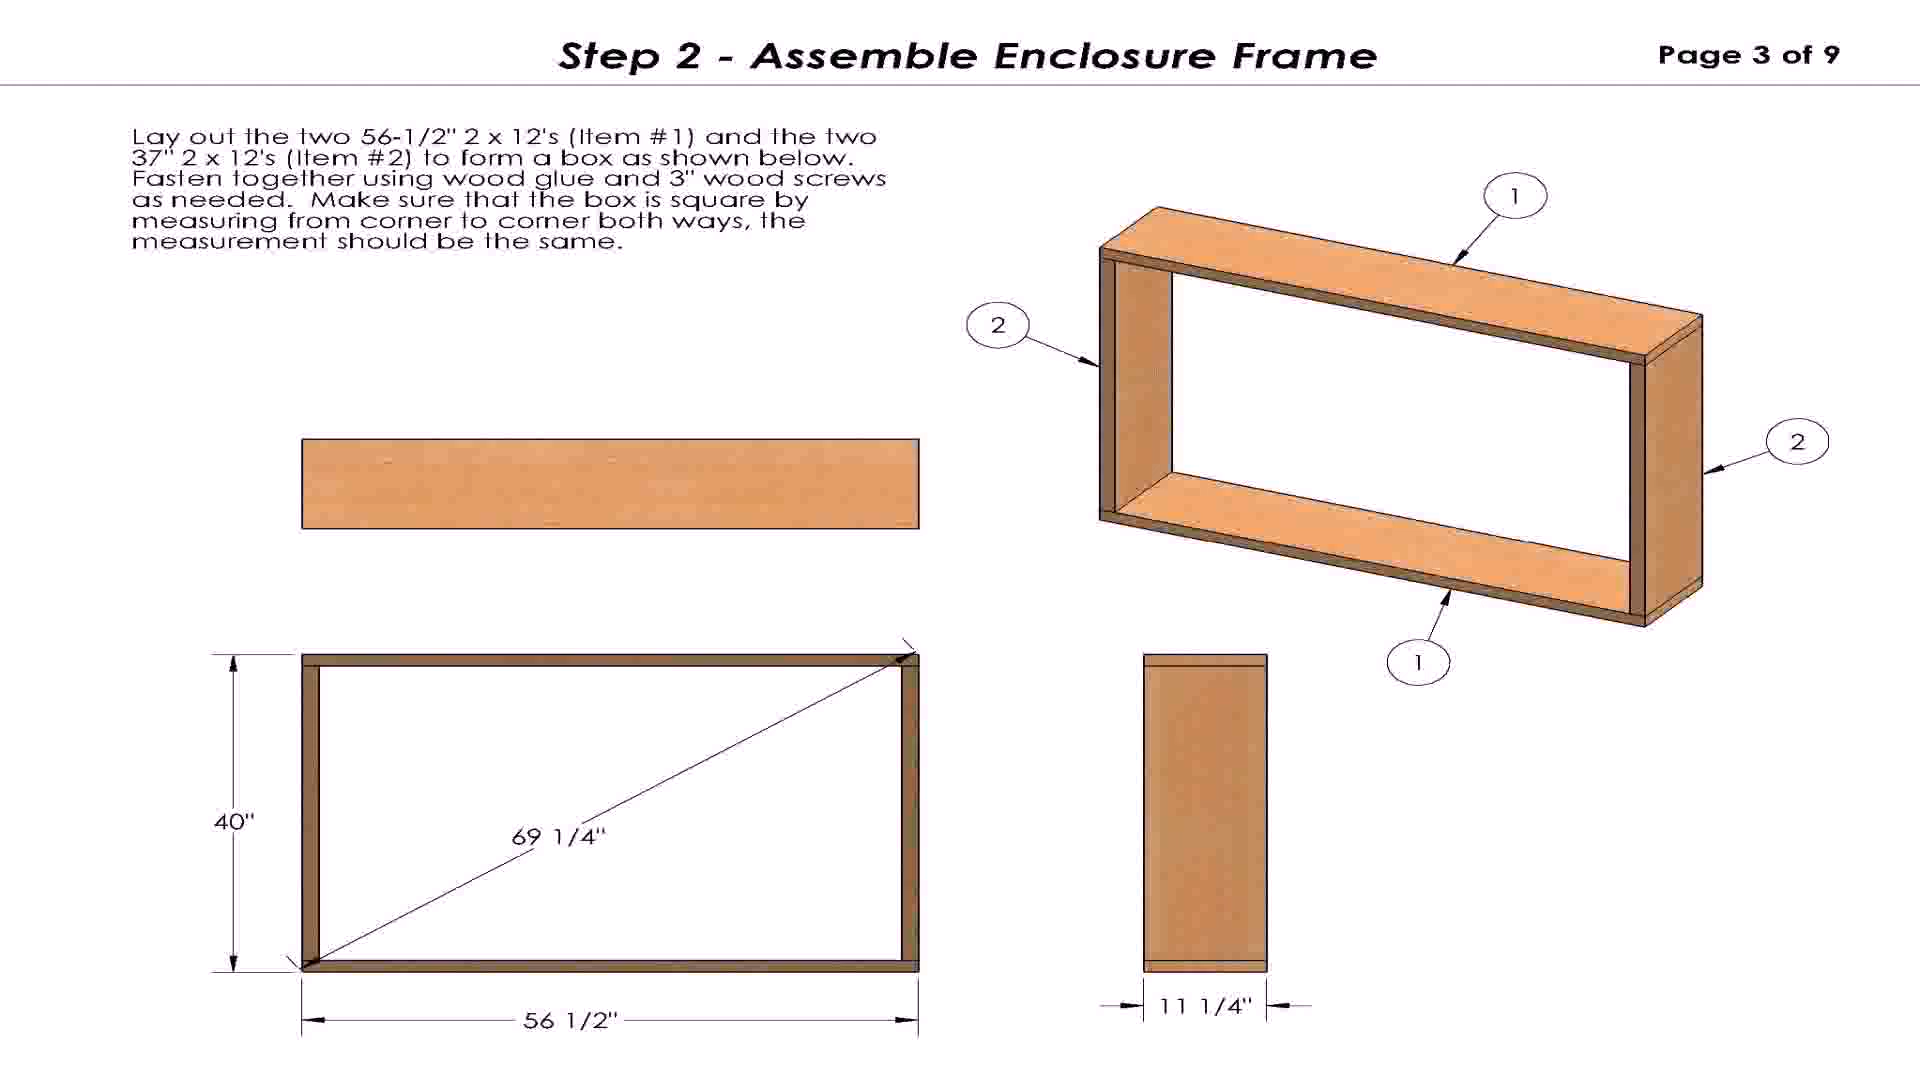 Step 2 - Assemble Enclosure Frame
Page 3 of 9
Lay out the two 56-1/2" 2 x 12's (Item #1) and the two
37" 2 x 12's (Item #2) to form a box as shown below.
Fasten together using wood glue and 3" wood screws
as needed.  Make sure that the box is square by
measuring from corner to corner both ways, the
measurement should be the same.
1
2
2
1
40"
69 1/4"
56 1/2"
11 1/4"